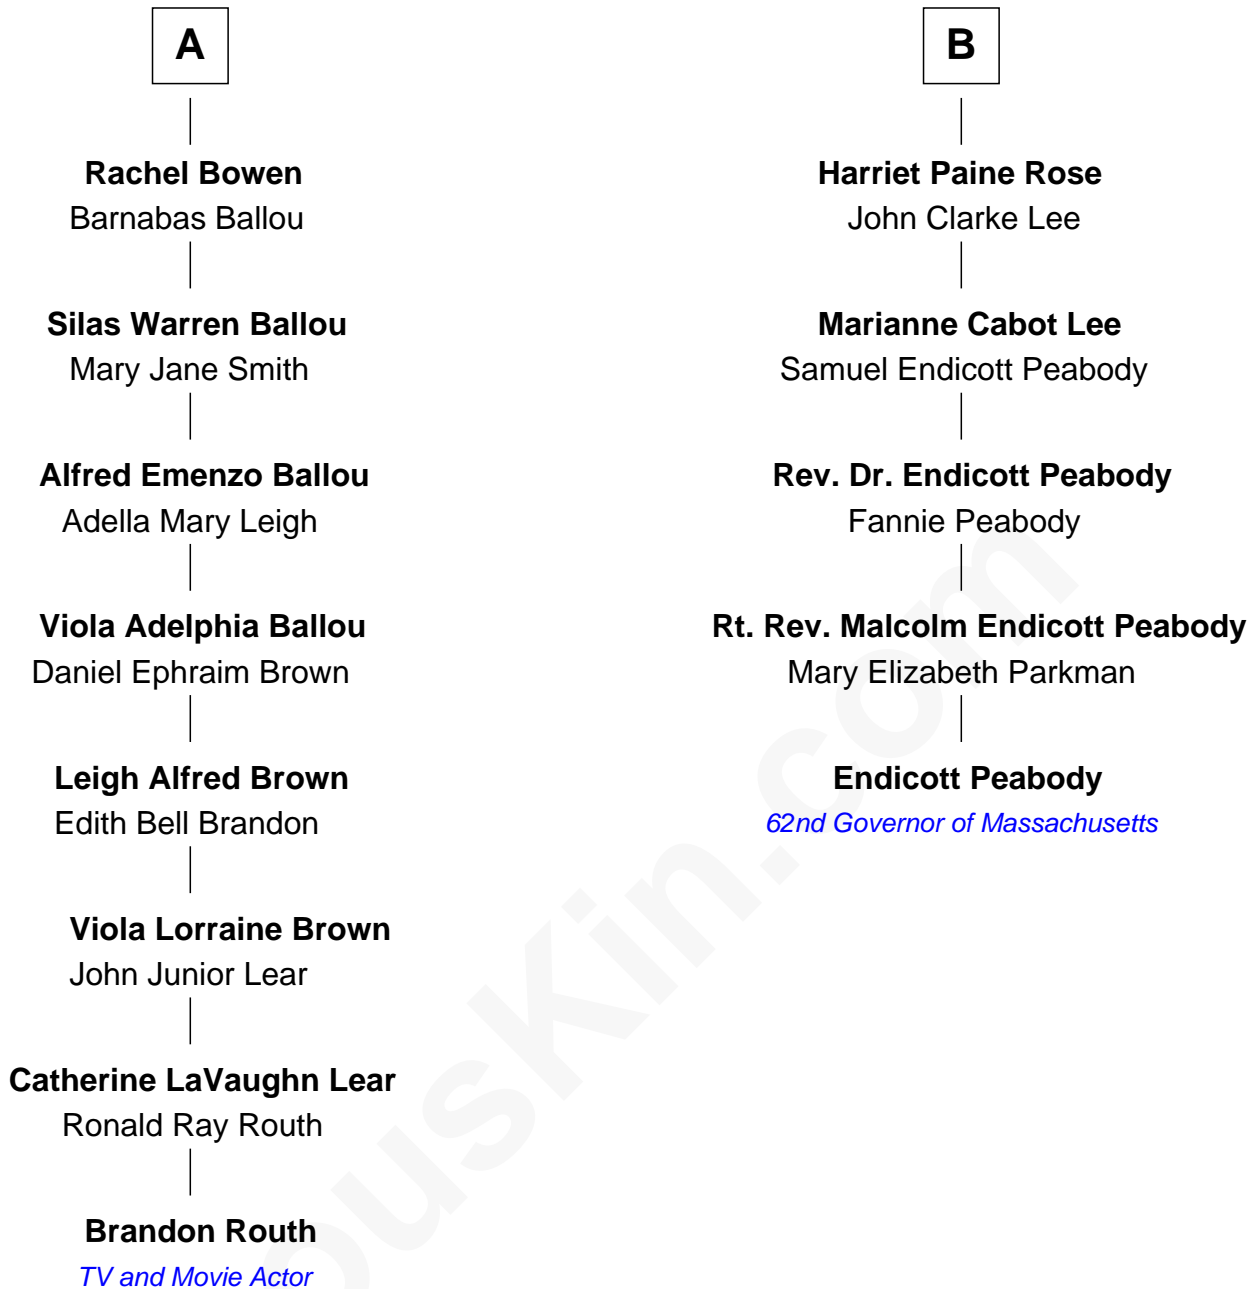 A
Rachel Bowen
Barnabas Ballou
Silas Warren Ballou
Mary Jane Smith
Alfred Emenzo Ballou
Adella Mary Leigh
Viola Adelphia Ballou
Daniel Ephraim Brown
Leigh Alfred Brown
Edith Bell Brandon
Viola Lorraine Brown
John Junior Lear
Catherine LaVaughn Lear
Ronald Ray Routh
Brandon Routh
TV and Movie Actor
B
Harriet Paine Rose
John Clarke Lee
Marianne Cabot Lee
Samuel Endicott Peabody
Rev. Dr. Endicott Peabody
Fannie Peabody
Rt. Rev. Malcolm Endicott Peabody
Mary Elizabeth Parkman
Endicott Peabody
62nd Governor of Massachusetts
ousKin.com